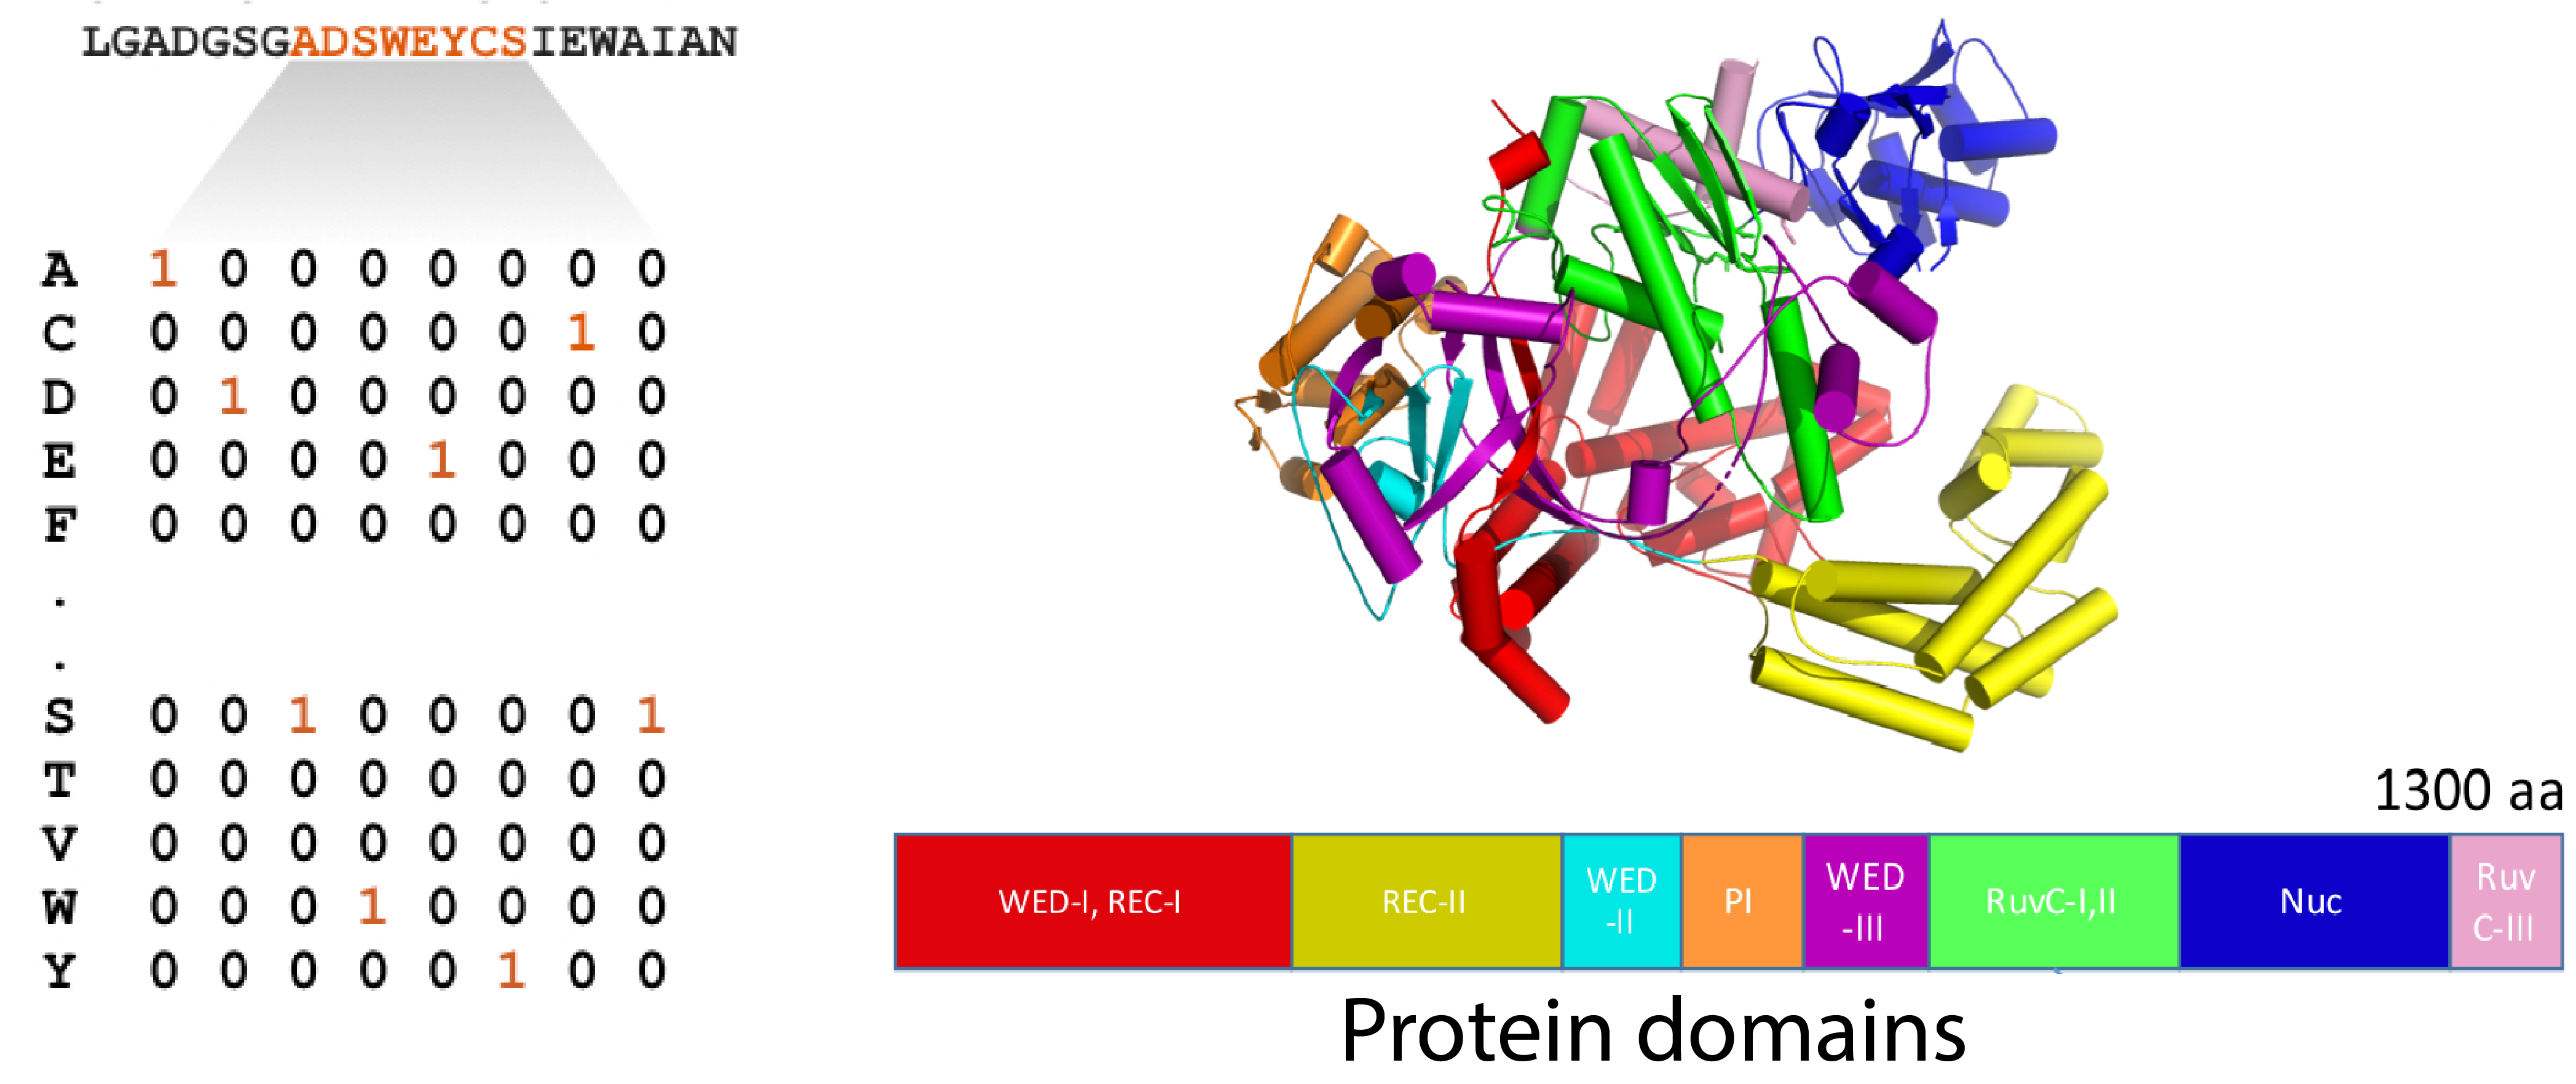 LGADGSGADSWEYCSIEWAIAN
A 1 0 0 0 0 0 0 0
C 0 0 0 0 0 0 1 0
D 0 1 0 0 0 0 0 0
E 0 0 0 0 1 0 0 0
F 0 0 0 0 0 0 0 0
.
.
S 0 0 1 0 0 0 0 1
T 0 0 0 0 0 0 0 0
V 0 0 0 0 0 0 0 0
W 0 0 0 1 0 0 0 0
Y 0 0 0 0 0 1 0 0
1300 aa
WED-I, REC-I
REC-II
WED
-II
PI
WED
-III
RuvC-I,II
Nuc
Ruv
C-III
Protein domains